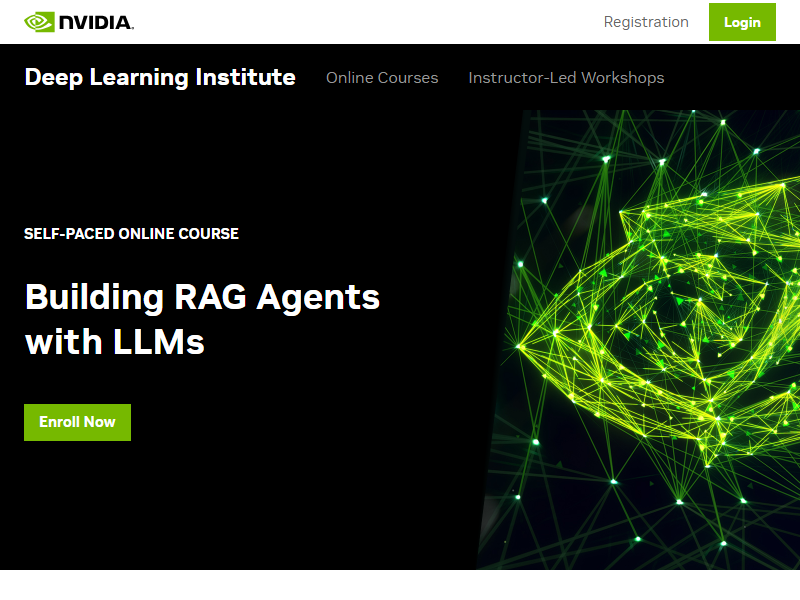 NVIDIA.
Registration
Login
Deep Learning Institute
Online Courses
Instructor-Led Workshops
SELF-PACED ONLINE COURSE
Building RAG Agents
with LLMs
Enroll Now